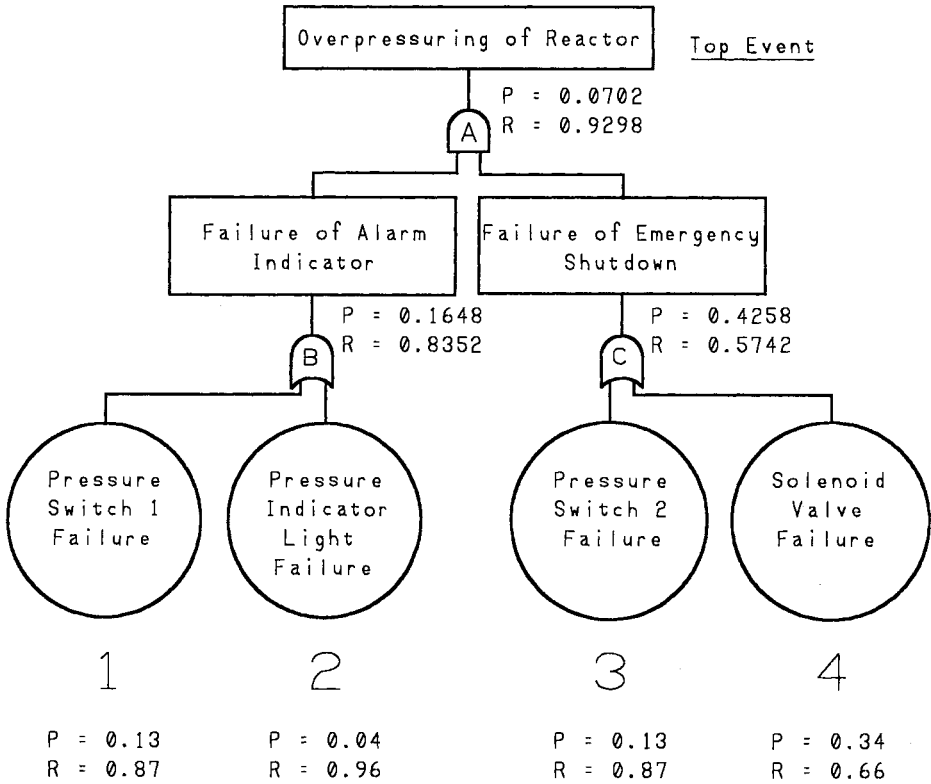 Overpressuring of Reactor
Top Event
P = 0.0702
R = 0.9298
A
Failure of Alarm
Indicator
Failure of Emergency
Shutdown
P = 0.1648
R = 0.8352
B
P = 0.4258
R = 0.5742
C
Pressure
Switch 1
Failure
Pressure
Indicator
Light
Failure
Pressure
Switch 2
Failure
Solenoid
Valve
Failure
1
2
3
4
P = 0.13
R = 0.87
P = 0.04
R = 0.96
P = 0.13
R = 0.87
P = 0.34
R = 0.66